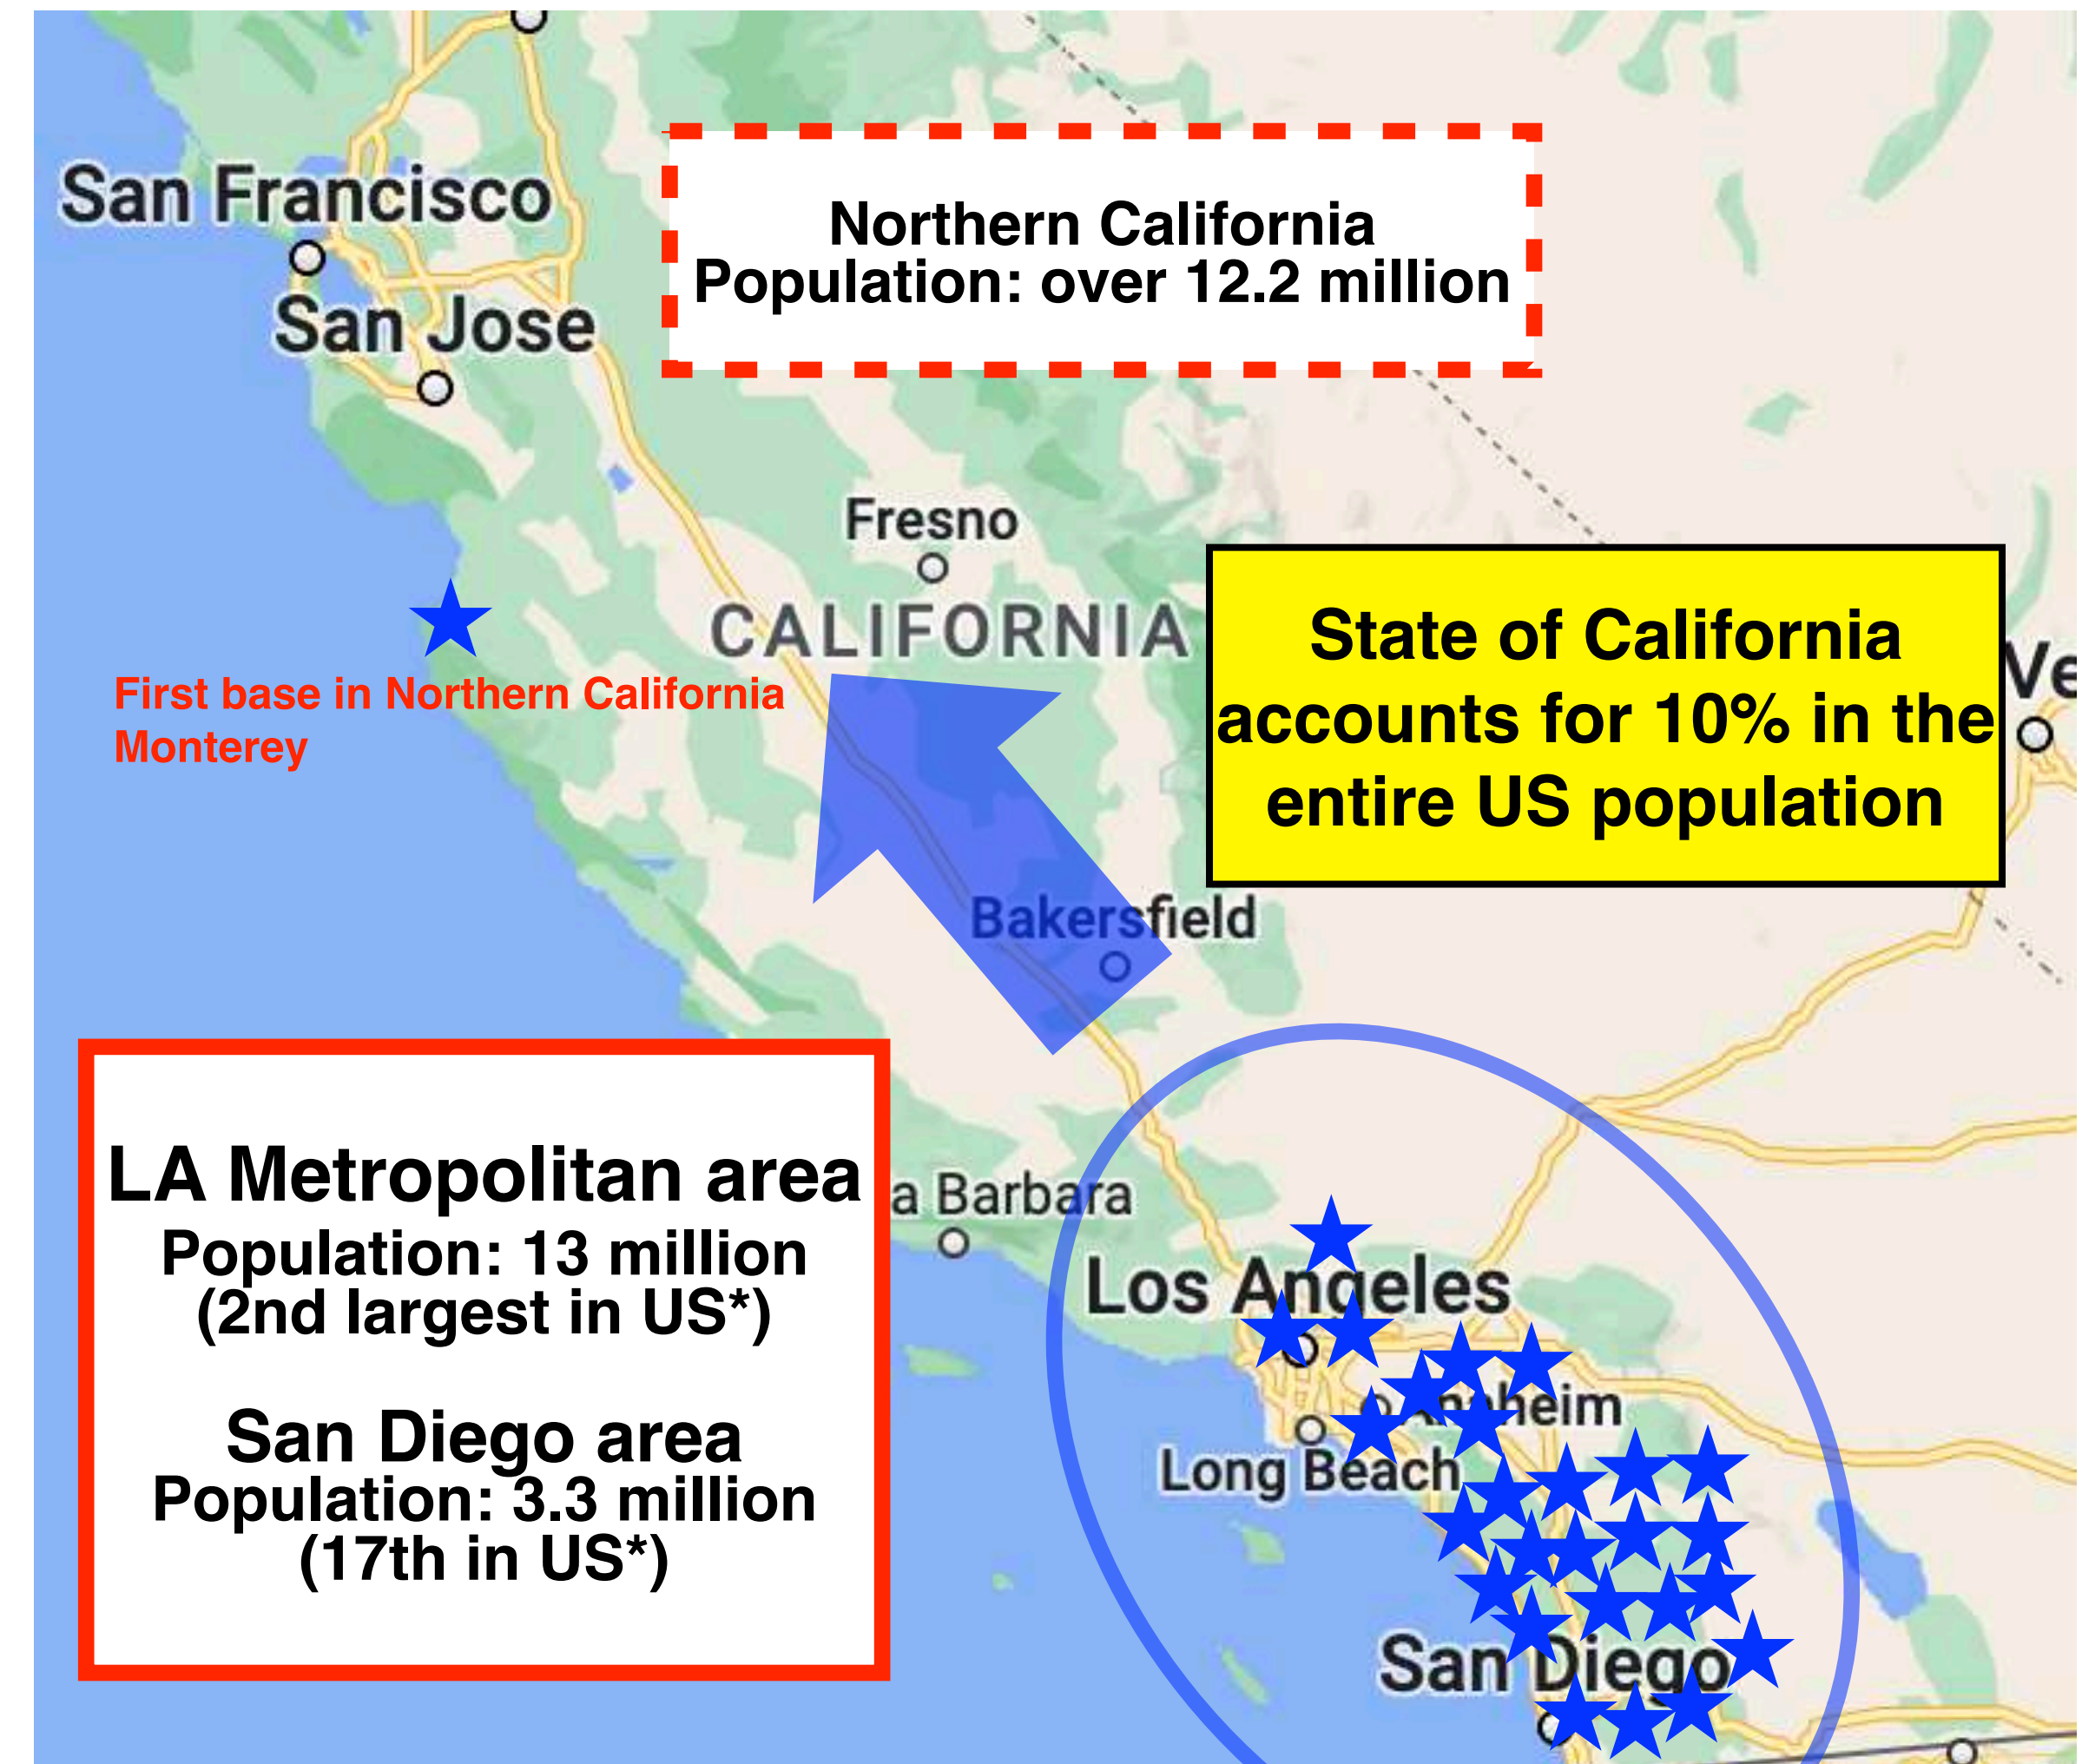 San Francisco
San Jose
Northern California
Population: over 12.2 million
Fresno
CALIFORNIA
First base in Northern California
Monterey
State of California
accounts for 10% in the
entire US population
Ve
Bakersfield
LA Metropolitan area
Population: 13 million
(2nd largest in US*)
San Diego area
Population: 3.3 million
(17th in US*)
a Barbara
Los Angeles
Anaheim
Long Beach
San Diego